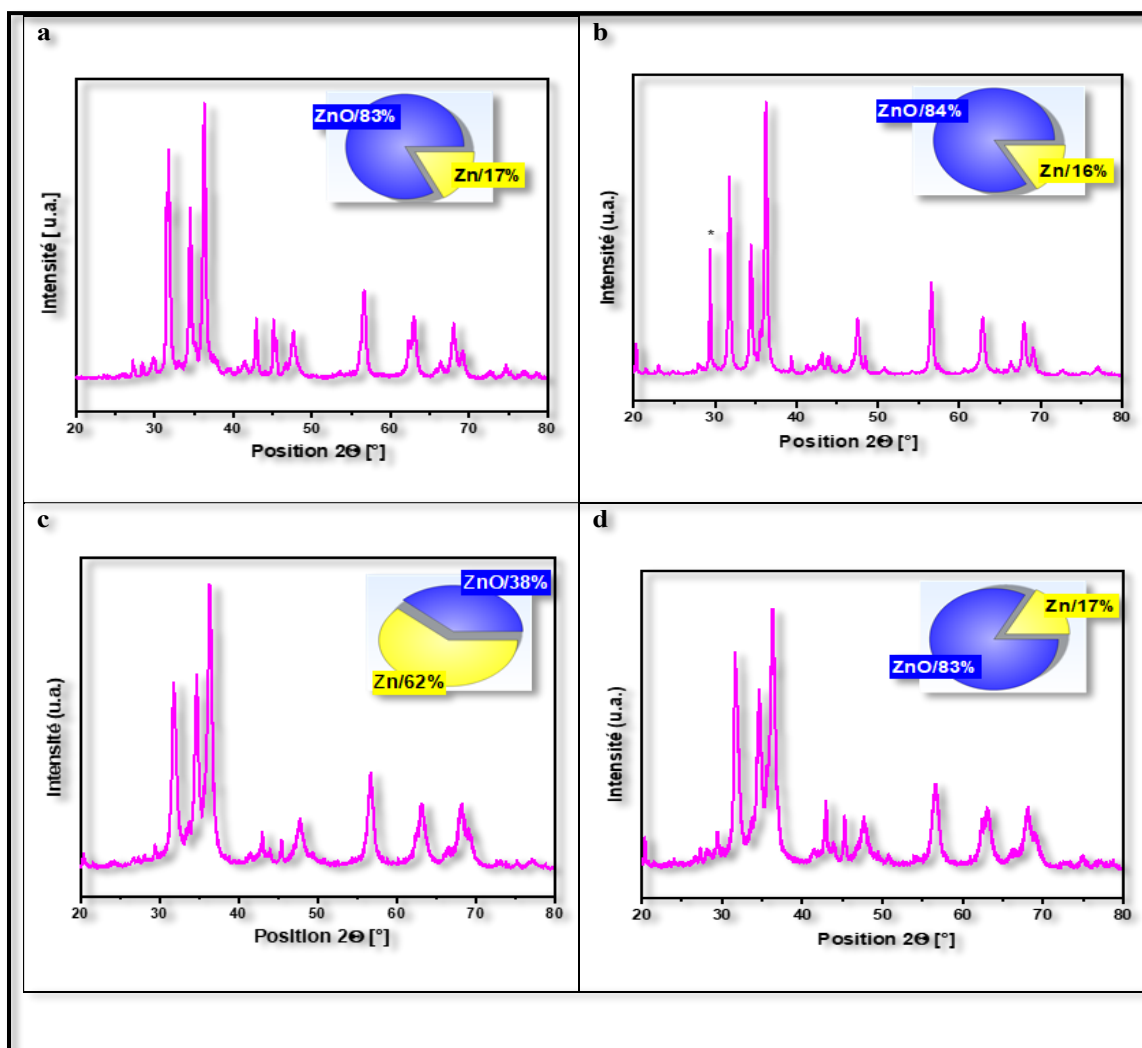 a
ZnO/83%
Zn/17%
Intensité [ u.a.]
20 30 40 50 60 70 80
Position 2Θ [°]
b
ZnO/84%
Zn/16%
*
Intensité (u.a.)
20 30 40 50 60 70 80
Position 2Θ [°]
c
ZnO/38%
Zn/62%
Intensité (u.a.)
20 30 40 50 60 70 80
Position 2Θ [°]
d
Zn/17%
ZnO/83%
Intensité (u.a.)
20 30 40 50 60 70 80
Position 2Θ [°]